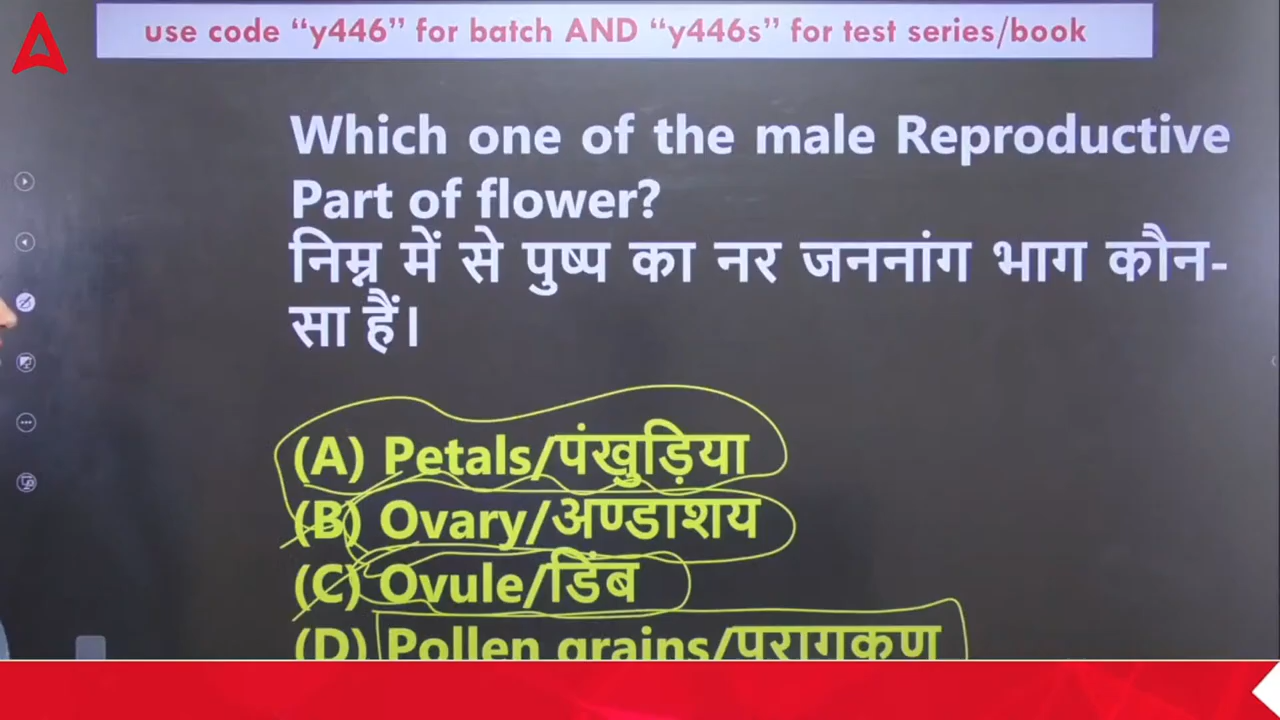 use code “y446” for batch AND “y446s” for test series/book
Which one of the male Reproductive
Part of flower?
निम्न में से पुष्प का नर जननांग भाग कौन-
सा हैं।
(A) Petals/पंखुड़िया
(B) Ovary/अण्डाशय
(C) Ovule/डिंब
(D) Pollen grains/परागकण